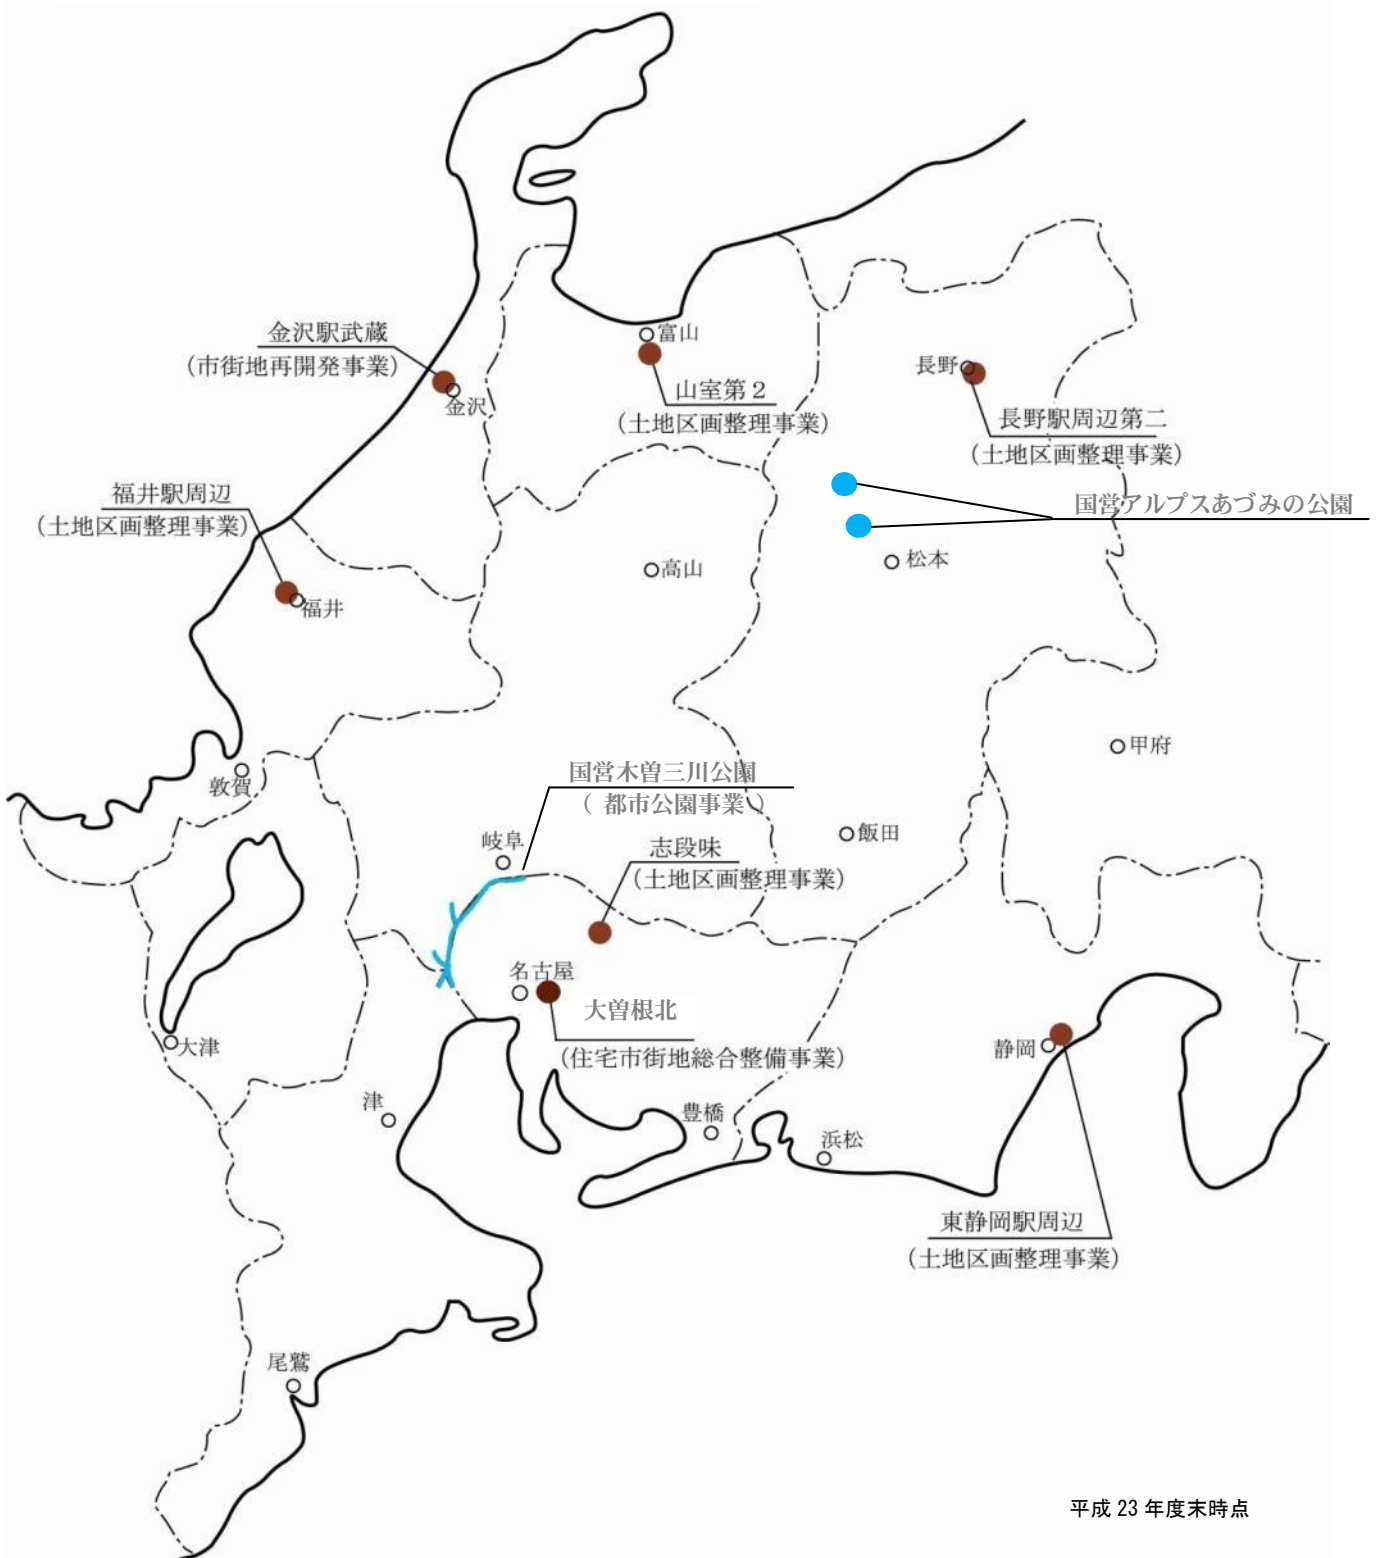 金沢駅武蔵
（市街地再開発事業）
金沢
富山
山室第２
（土地区画整理事業）
長野
長野駅周辺第二
（土地区画整理事業）
福井駅周辺
（土地区画整理事業）
福井
国営アルプスあづみの公園
高山
松本
甲府
敦賀
国営木曽三川公園
（ 都市公園事業 ）
飯田
岐阜
志段味
（土地区画整理事業）
名古屋
大曽根北
（住宅市街地総合整備事業）
大津
静岡
津
豊橋
浜松
東静岡駅周辺
（土地区画整理事業）
尾鷲
平成 23 年度末時点